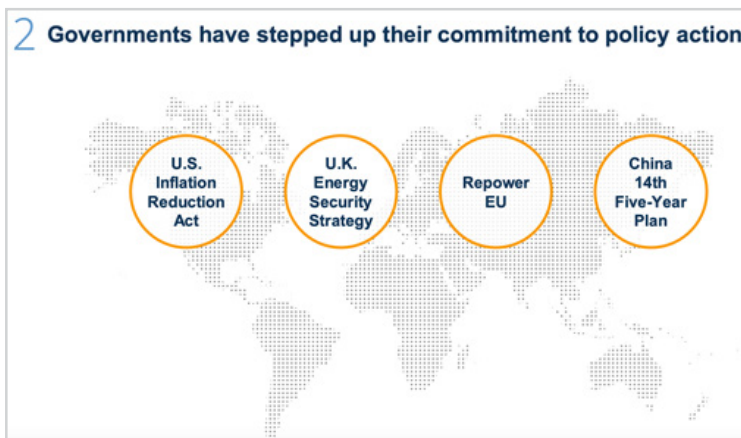 2 Governments have stepped up their commitment to policy action
U.S.
Inflation
Reduction
Act
U.K.
Energy
Security
Strategy
Repower
EU
China
14th
Five-Year
Plan